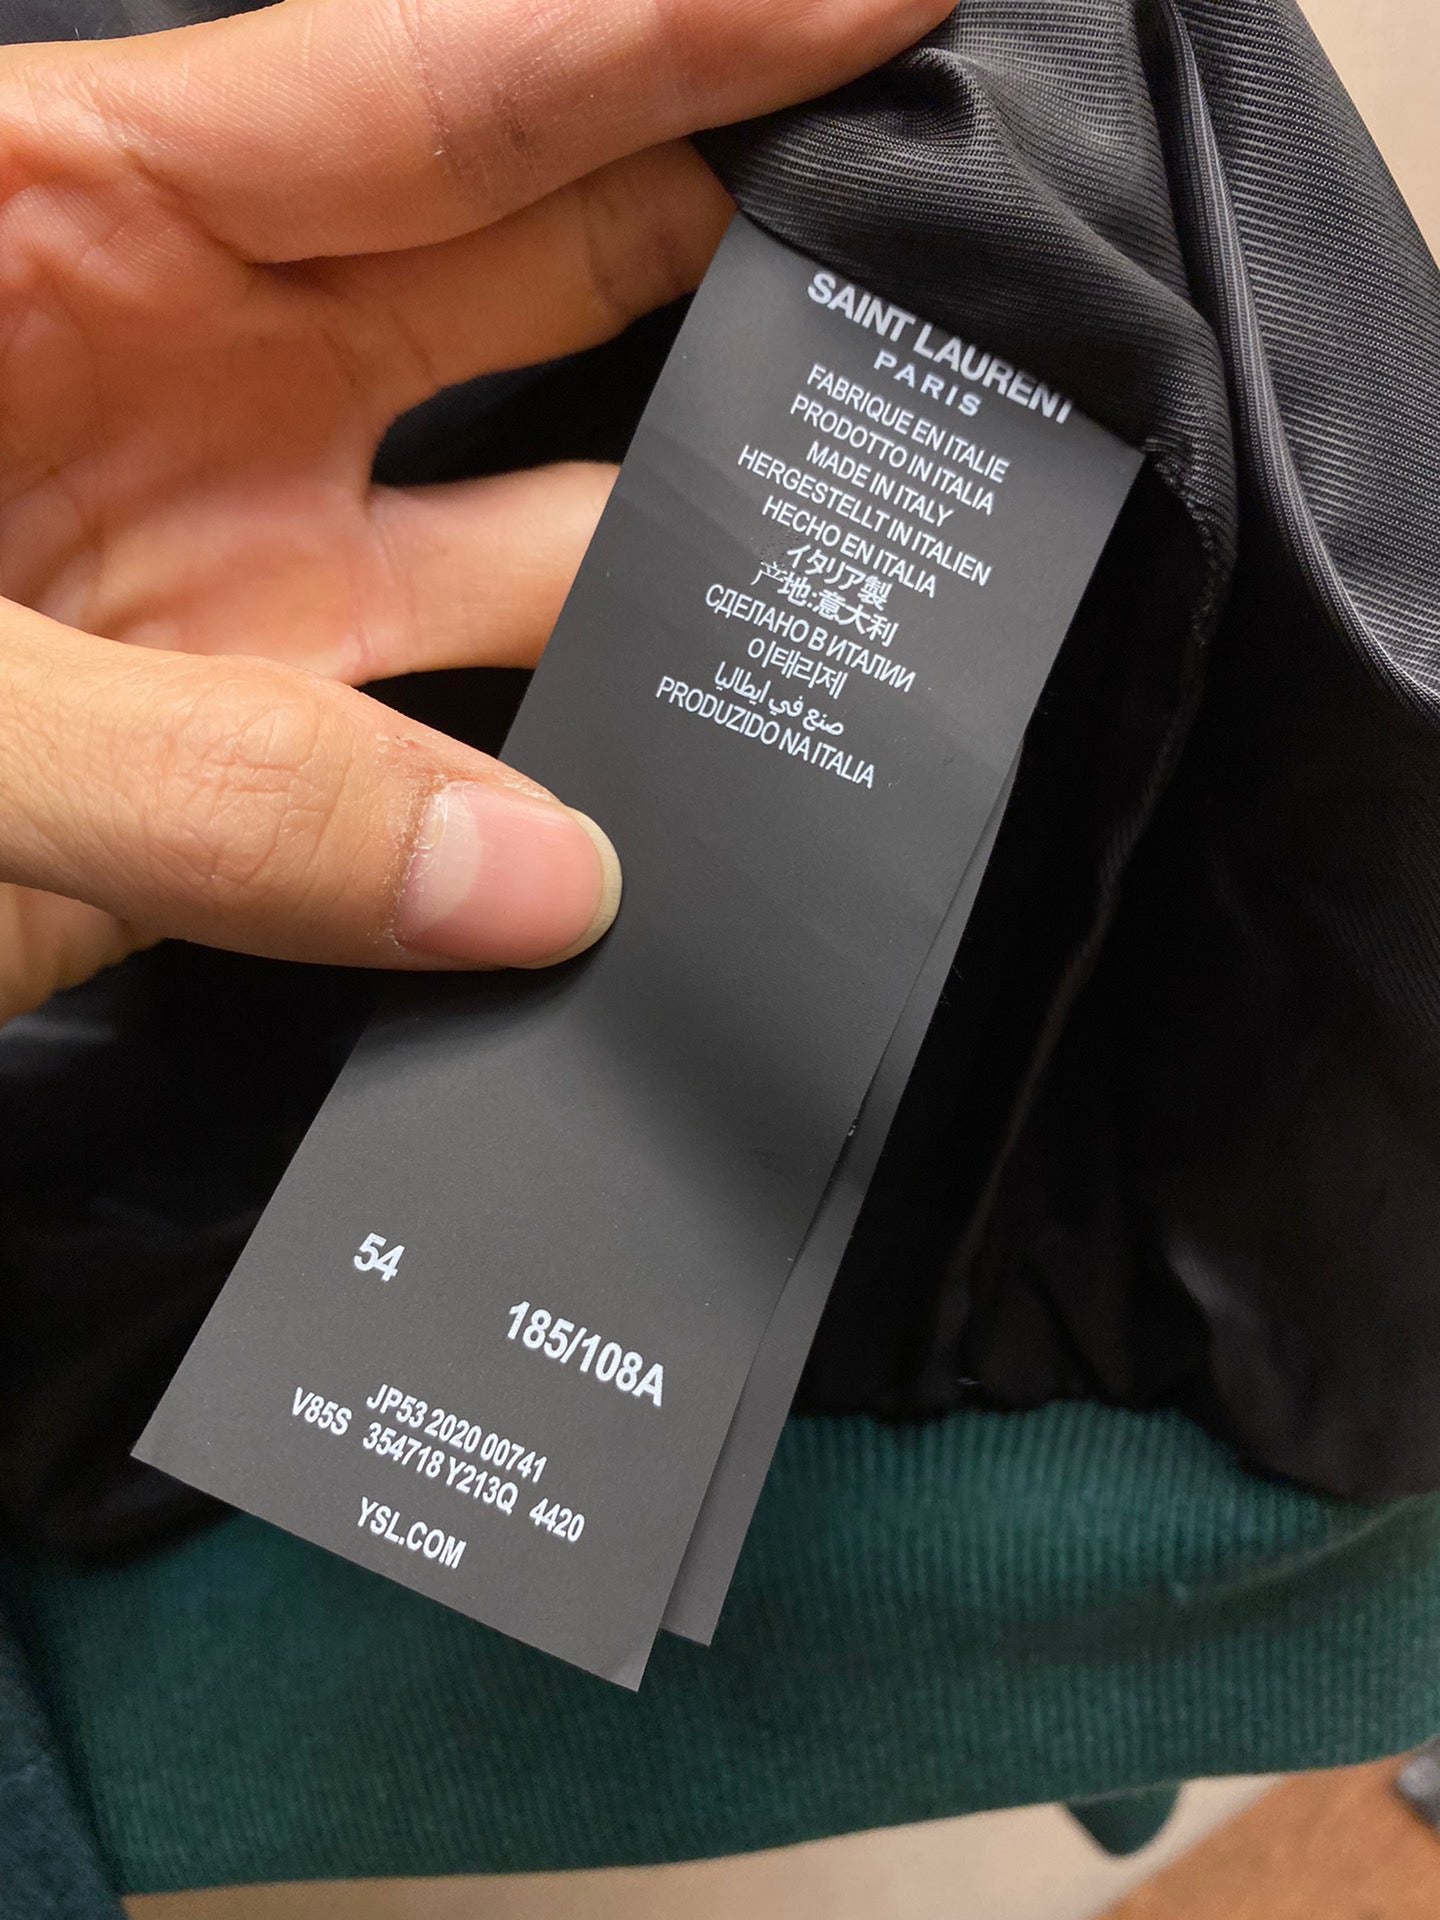 SAINT LAURENT
PARIS
FABRIQUE EN ITALIE
PRODOTTO IN ITALIA
MADE IN ITALY
HERGESTELLT IN ITALIEN
HECHO EN ITALIA
イタリア製
产地:意大利
СДЕЛАНО В ИТАЛИИ
이태리제
صنع في ايطاليا
PRODUZIDO NA ITALIA
54 185/108A
JP53 2020 00741
V85S 354718 Y213Q 4420
YSL.COM